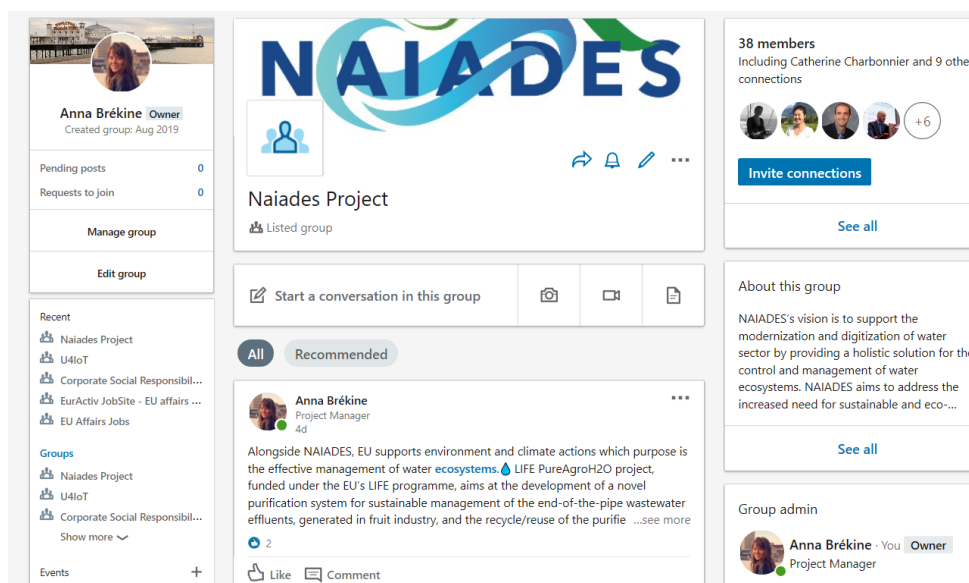 Anna Brékine Owner
Created group: Aug 2019
Pending posts 0
Requests to join 0
Manage group
Edit group
Recent
Naiades Project
U4IoT
Corporate Social Responsibil...
EurActiv JobSite - EU affairs ...
EU Affairs Jobs
Groups
Naiades Project
U4IoT
Corporate Social Responsibil...
Show more
Events +
NAIADES
Naiades Project
Listed group
Start a conversation in this group
All Recommended
Anna Brékine
Project Manager
4d
Alongside NAIADES, EU supports environment and climate actions which purpose is
the effective management of water ecosystems.💧 LIFE PureAgroH2O project,
funded under the EU's LIFE programme, aims at the development of a novel
purification system for sustainable management of the end-of-the-pipe wastewater
effluents, generated in fruit industry, and the recycle/reuse of the purifie ...see more
2
Like Comment
38 members
Including Catherine Charbonnier and 9 othe
connections
+6
Invite connections
See all
About this group
NAIADES's vision is to support the
modernization and digitization of water
sector by providing a holistic solution for the
control and management of water
ecosystems. NAIADES aims to address the
increased need for sustainable and eco-...
See all
Group admin
Anna Brékine · You Owner
Project Manager